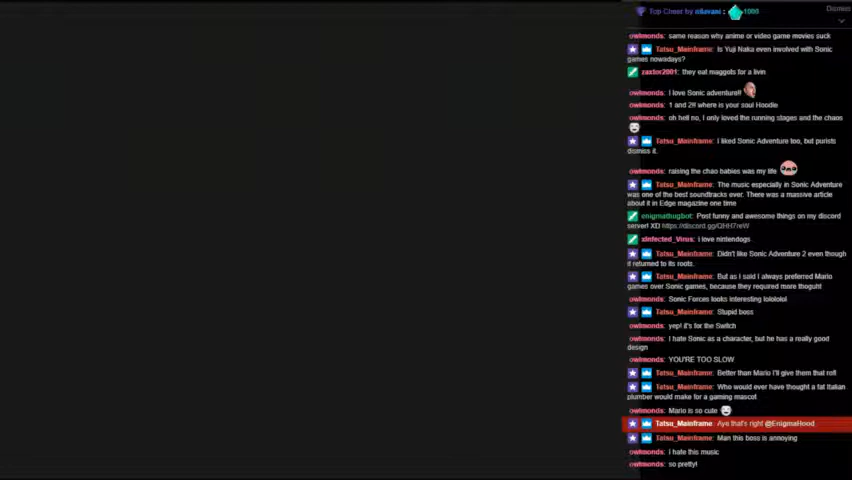 Top Cheer by n8avani : 1000
Dismiss
owlmonds: same reason why anime or video game movies suck
Tatsu_Mainframe: Is Yuji Naka even involved with Sonic
games nowadays?
zaxtor2001: they eat maggots for a livin
owlmonds: I love Sonic adventure!!
owlmonds: 1 and 2!! where is your soul Hoodie
owlmonds: oh hell no, I only loved the running stages and the chaos
Tatsu_Mainframe: I liked Sonic Adventure too, but purists
dismiss it.
owlmonds: raising the chao babies was my life
Tatsu_Mainframe: The music especially in Sonic Adventure
was one of the best soundtracks ever. There was a massive article
about it in Edge magazine one time
enigmathugbot: Post funny and awesome things on my discord
server! XD https://discord.gg/QHH7reW
xInfected_Virus: I love nintendogs
Tatsu_Mainframe: Didn't like Sonic Adventure 2 even though
it returned to its roots.
Tatsu_Mainframe: But as I said I always preferred Mario
games over Sonic games, because they required more thoguht
owlmonds: Sonic Forces looks interesting lolololol
Tatsu_Mainframe: Stupid boss
owlmonds: yep! it's for the Switch
owlmonds: I hate Sonic as a character, but he has a really good
design
owlmonds: YOU'RE TOO SLOW
Tatsu_Mainframe: Better than Mario I'll give them that rofl
Tatsu_Mainframe: Who would ever have thought a fat Italian
plumber would make for a gaming mascot
owlmonds: Mario is so cute
Tatsu_Mainframe: Aye that's right @EnigmaHood
Tatsu_Mainframe: Man this boss is annoying
owlmonds: I hate this music
owlmonds: so pretty!